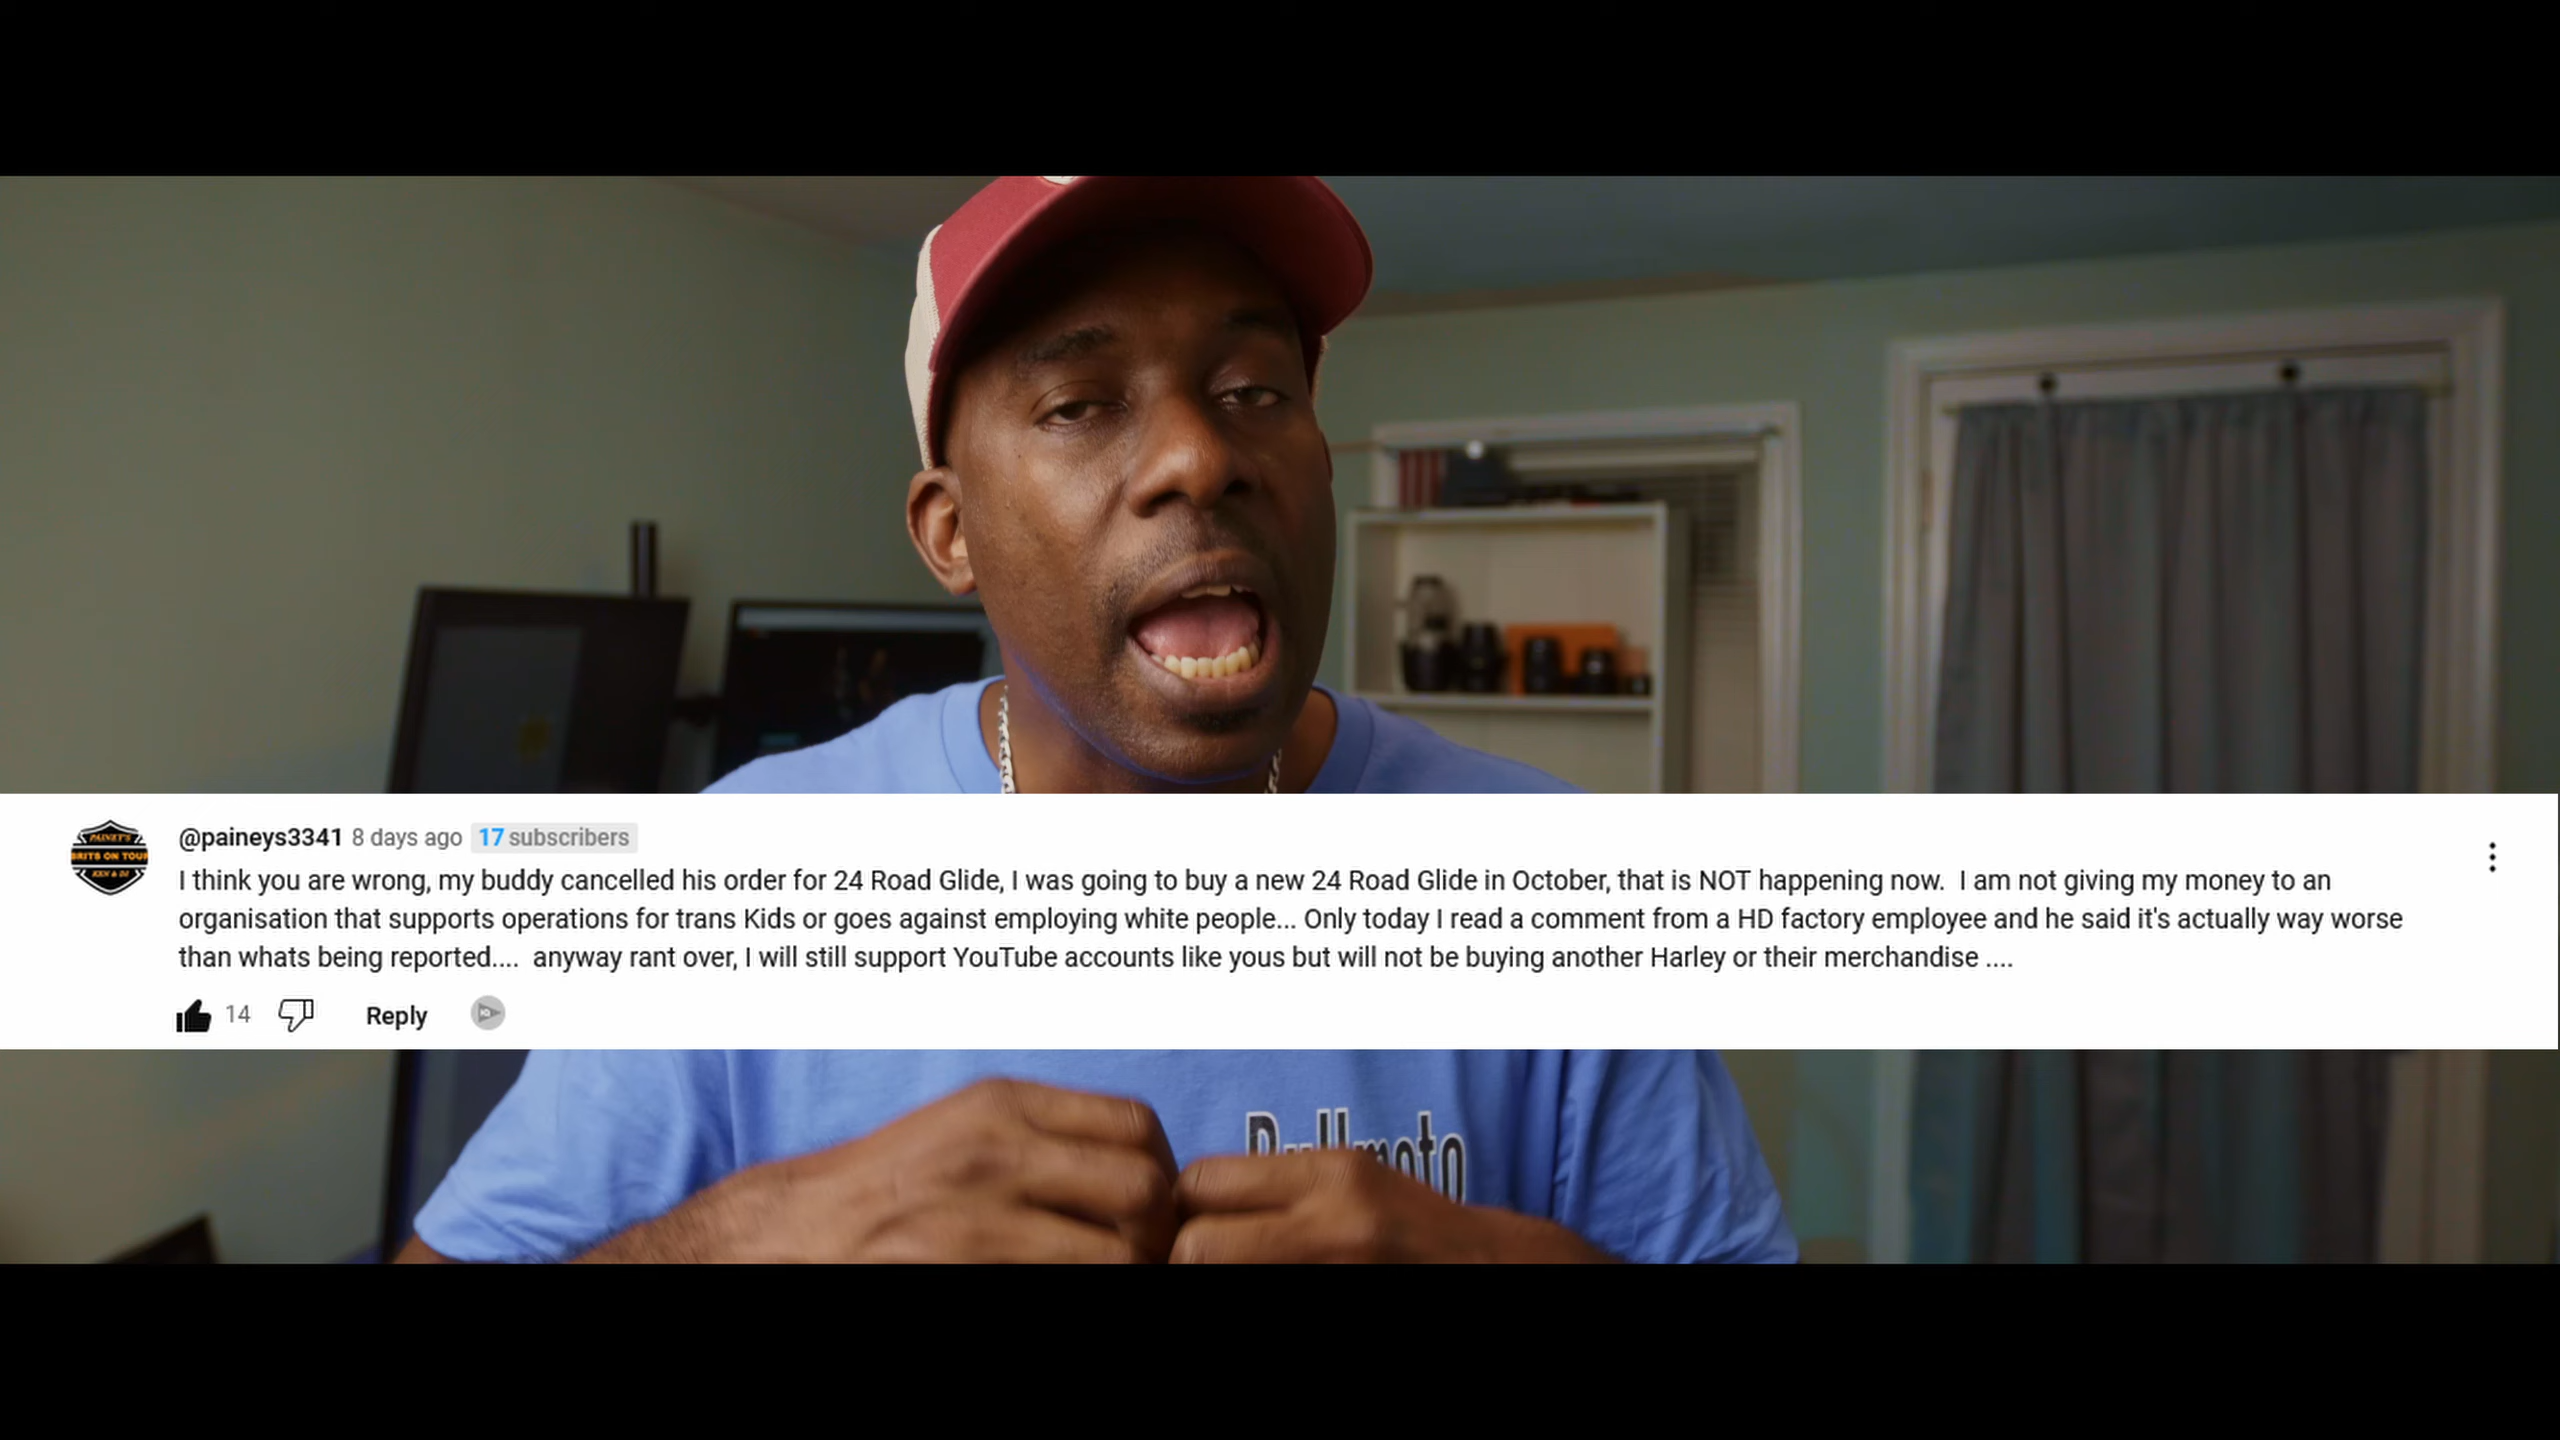 PAINEY'S
BRITS ON TOUR
@paineys3341 8 days ago 17 subscribers
I think you are wrong, my buddy cancelled his order for 24 Road Glide, I was going to buy a new 24 Road Glide in October, that is NOT happening now.  I am not giving my money to an
organisation that supports operations for trans Kids or goes against employing white people... Only today I read a comment from a HD factory employee and he said it's actually way worse
than whats being reported....  anyway rant over, I will still support YouTube accounts like yous but will not be buying another Harley or their merchandise ....
14
Reply